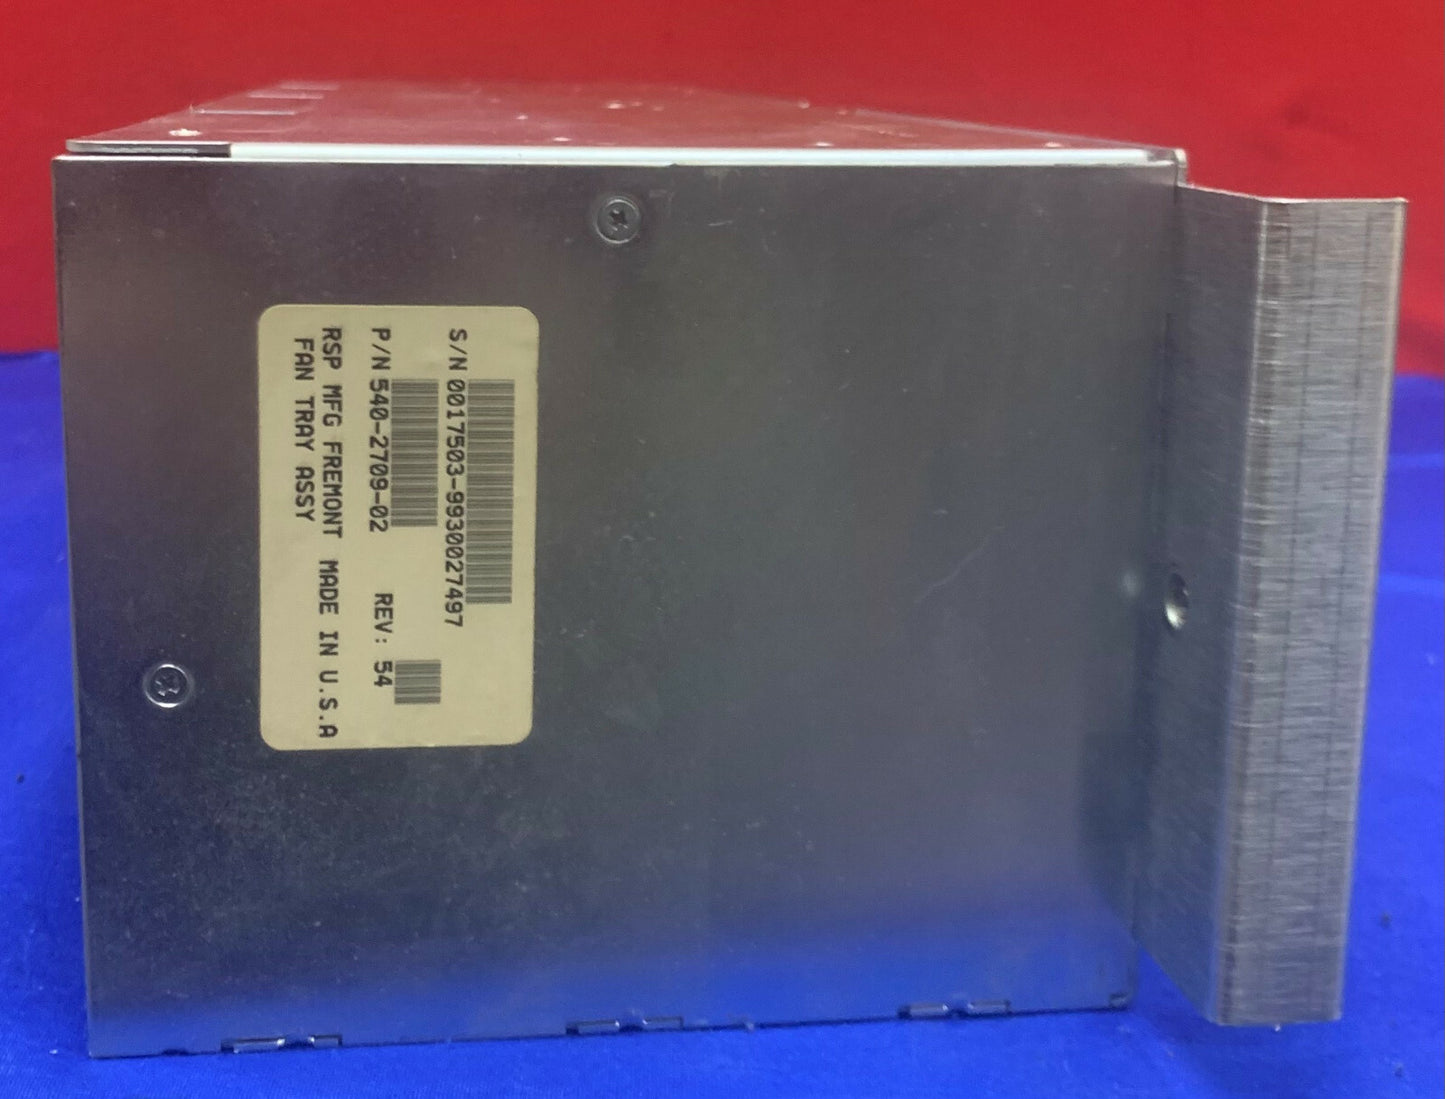 S/N 0017503-9930027497
P/N 540-2709-02 REV: 54
RSP MFG FREMONT MADE IN U.S.A
FAN TRAY ASSY